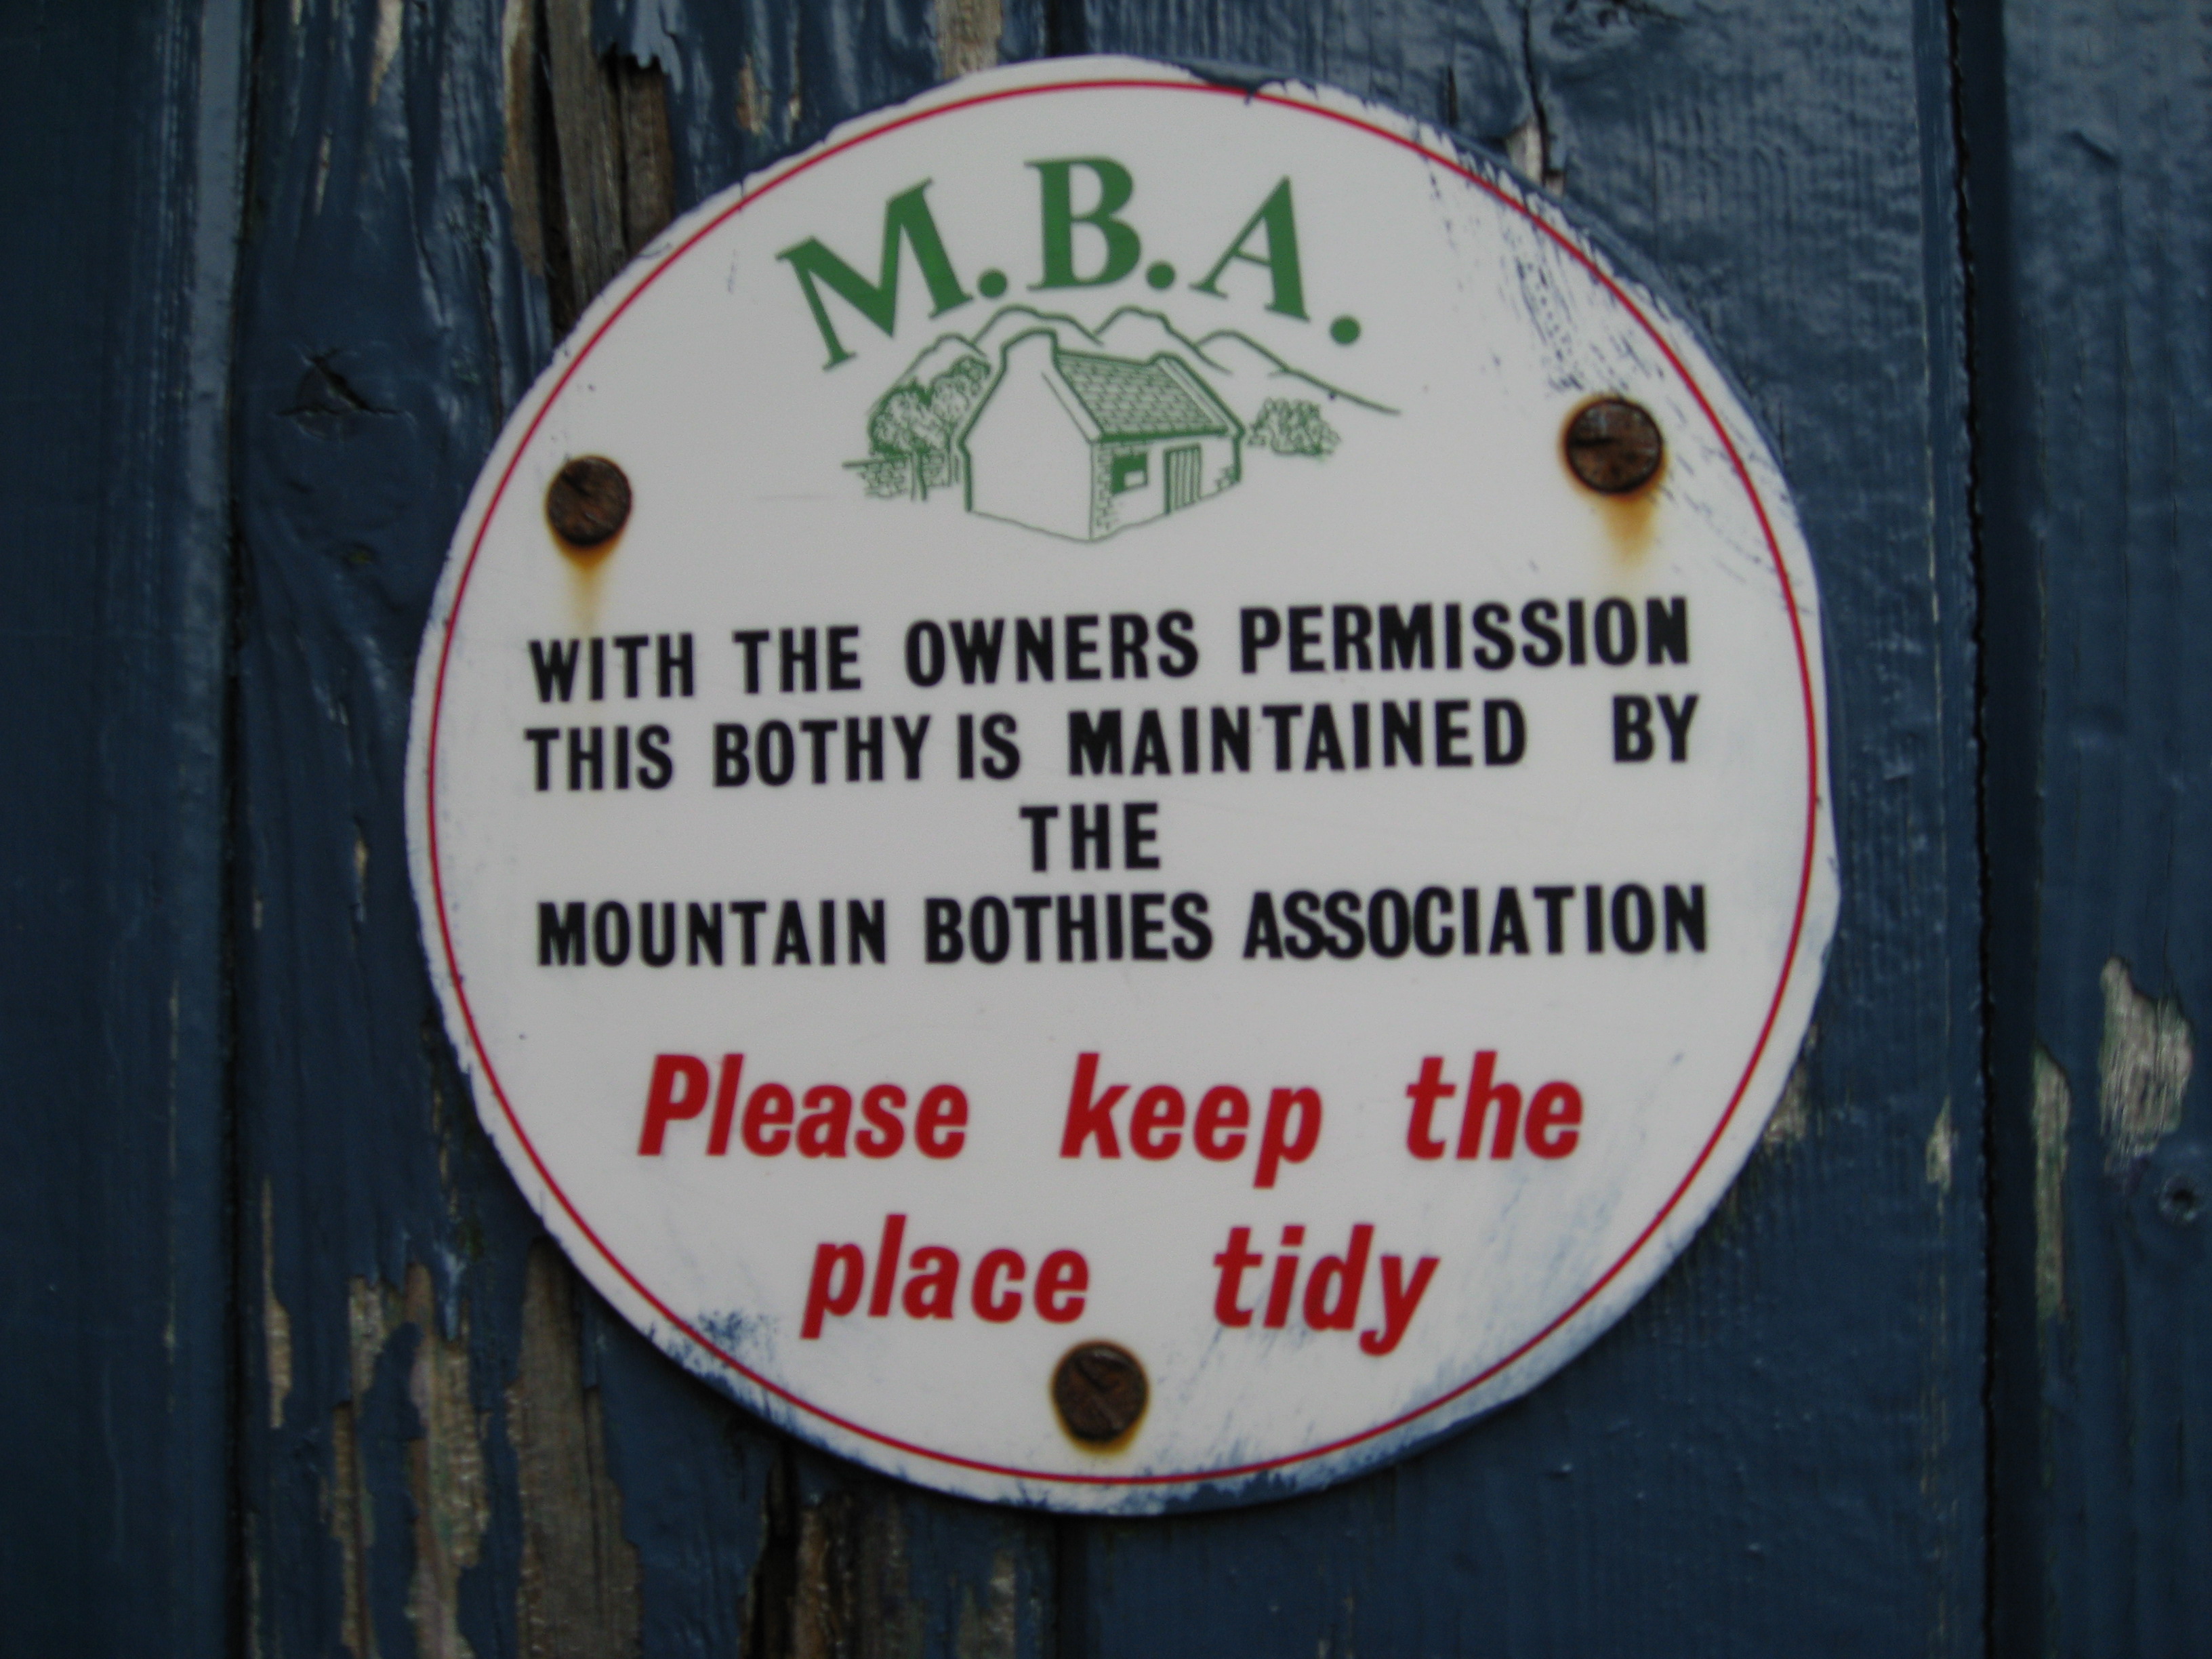 M.B.A.
WITH THE OWNERS PERMISSION
THIS BOTHY IS MAINTAINED BY
THE
MOUNTAIN BOTHIES ASSOCIATION
Please keep the
place tidy